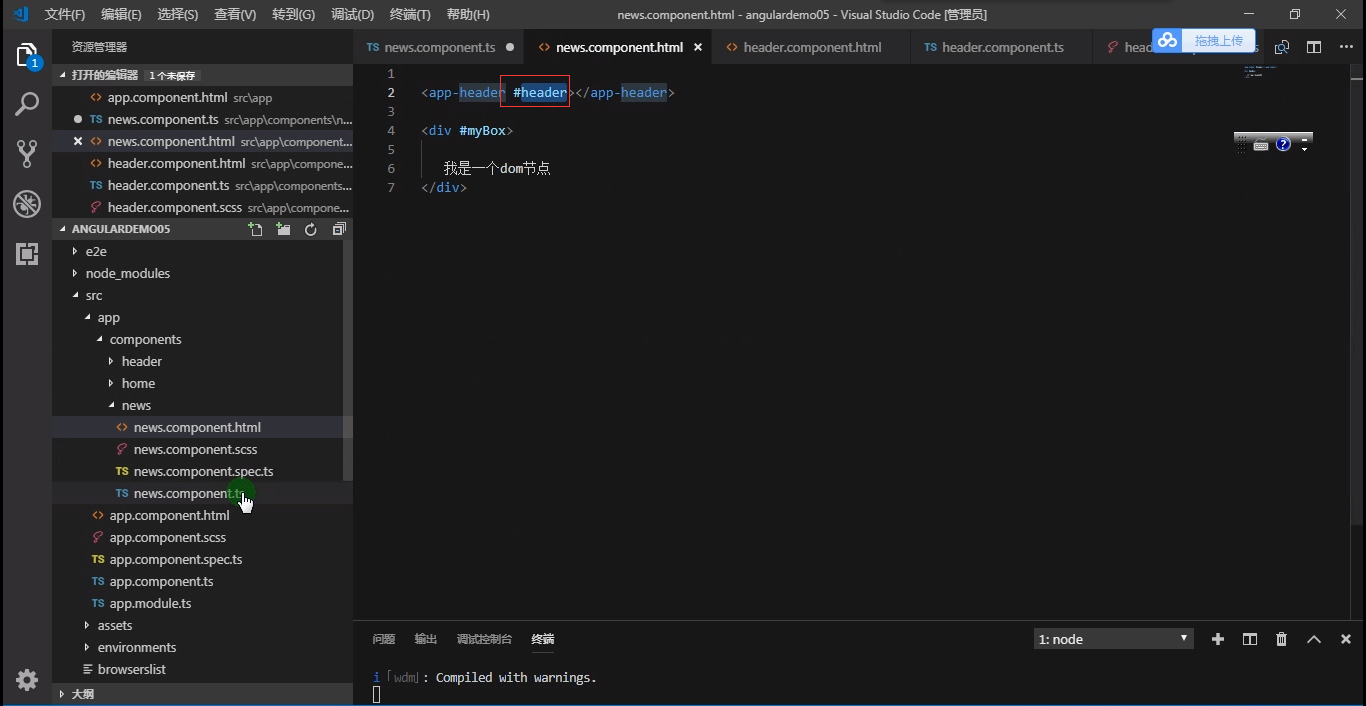 文件(F) 编辑(E) 选择(S) 查看(V) 转到(G) 调试(D) 终端(T) 帮助(H) news.component.html - angulardemo05 - Visual Studio Code [管理员]
资源管理器
TS news.component.ts
<> news.component.html
<> header.component.html
TS header.component.ts
拖拽上传
1
打开的编辑器 1个未保存
<> app.component.html src\app
TS news.component.ts src\app\components\n...
<> news.component.html src\app\component...
<> header.component.html src\app\compone...
TS header.component.ts src\app\components...
header.component.scss src\app\compone...
ANGULARDEMO05
e2e
node_modules
src
app
components
header
home
news
<> news.component.html
news.component.scss
TS news.component.spec.ts
TS news.component.ts
<> app.component.html
app.component.scss
TS app.component.spec.ts
TS app.component.ts
TS app.module.ts
assets
environments
browserslist
大纲
1
2 <app-header #header></app-header>
3
4 <div #myBox>
5
6 我是一个dom节点
7 </div>
问题 输出 调试控制台 终端 1: node
i 「wdm」: Compiled with warnings.